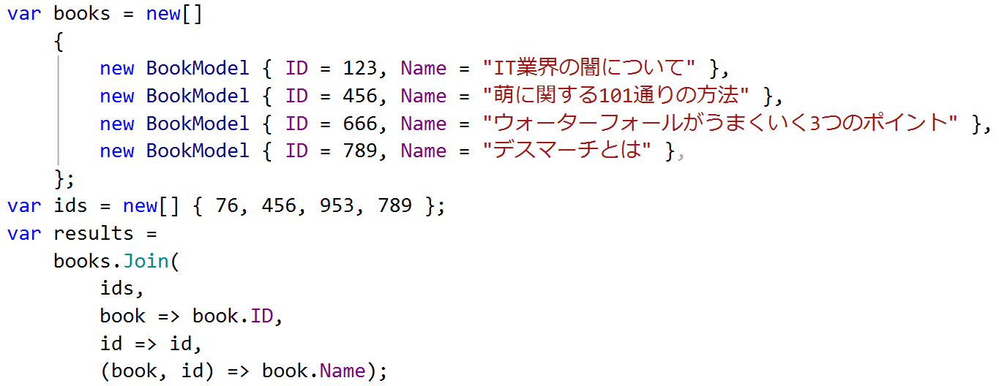 var books = new[]
{
new BookModel { ID = 123, Name = "IT業界の闇について" },
new BookModel { ID = 456, Name = "萌に関する101通りの方法" },
new BookModel { ID = 666, Name = "ウォーターフォールがうまくいく3つのポイント" },
new BookModel { ID = 789, Name = "デスマーチとは" },
};
var ids = new[] { 76, 456, 953, 789 };
var results =
books.Join(
ids,
book => book.ID,
id => id,
(book, id) => book.Name);